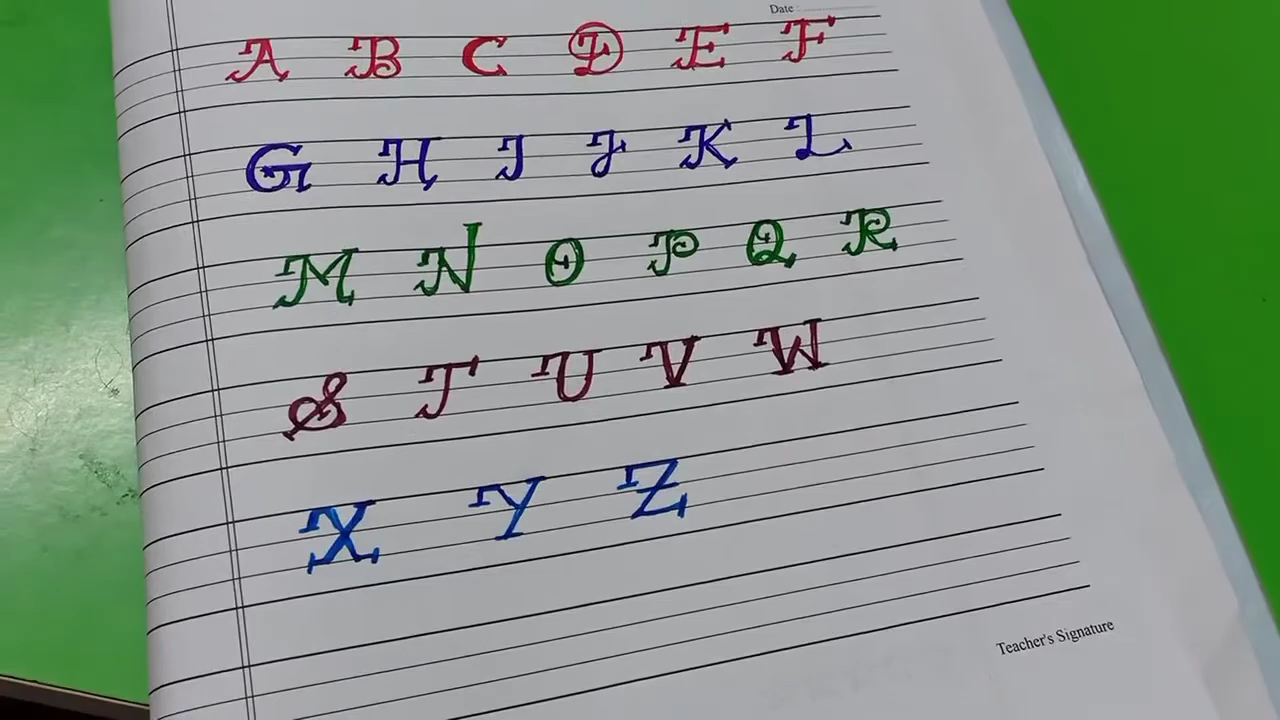 Date :
A B C D E F
G H I J K L
M N O P Q R
S T U V W
X Y Z
Teacher's Signature